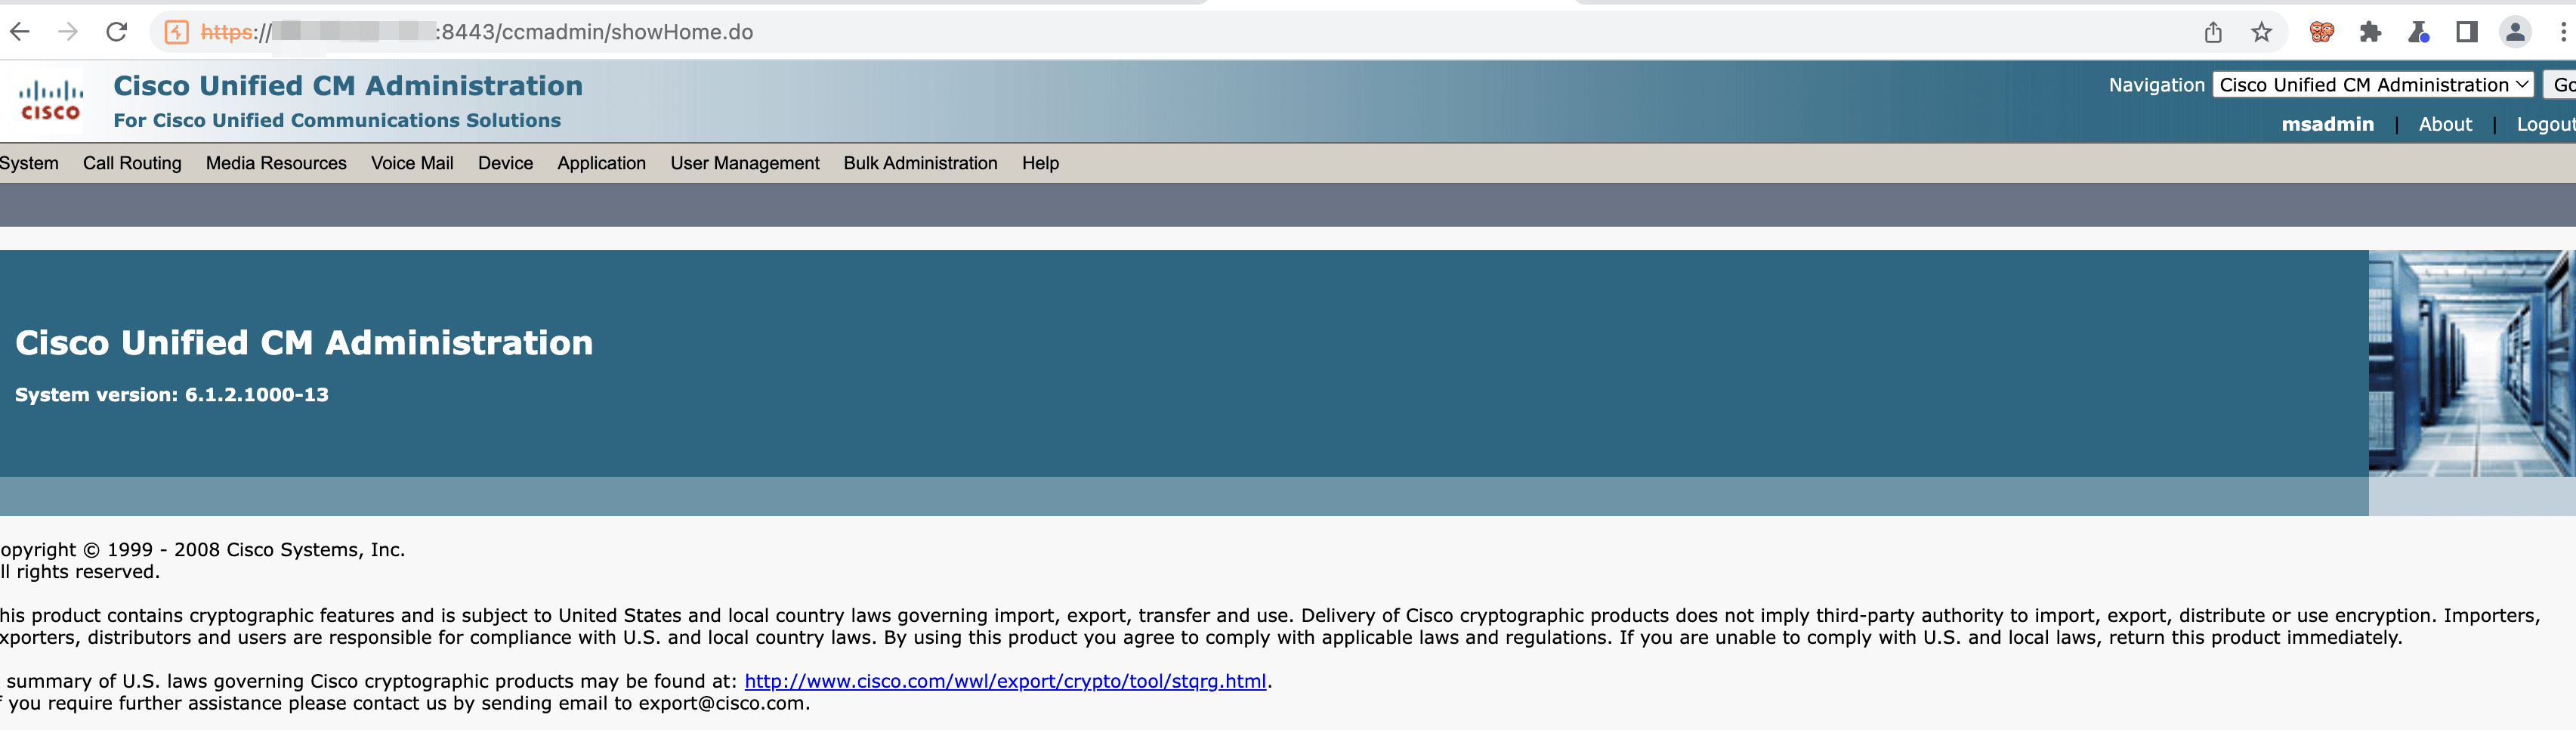 https:// :8443/ccmadmin/showHome.do
CISCO
Cisco Unified CM Administration
For Cisco Unified Communications Solutions
Navigation Cisco Unified CM Administration Go
msadmin | About | Logout
System Call Routing Media Resources Voice Mail Device Application User Management Bulk Administration Help
Cisco Unified CM Administration
System version: 6.1.2.1000-13
opyright © 1999 - 2008 Cisco Systems, Inc.
ll rights reserved.
his product contains cryptographic features and is subject to United States and local country laws governing import, export, transfer and use. Delivery of Cisco cryptographic products does not imply third-party authority to import, export, distribute or use encryption. Importers,
xporters, distributors and users are responsible for compliance with U.S. and local country laws. By using this product you agree to comply with applicable laws and regulations. If you are unable to comply with U.S. and local laws, return this product immediately.
summary of U.S. laws governing Cisco cryptographic products may be found at: http://www.cisco.com/wwl/export/crypto/tool/stqrg.html.
f you require further assistance please contact us by sending email to export@cisco.com.